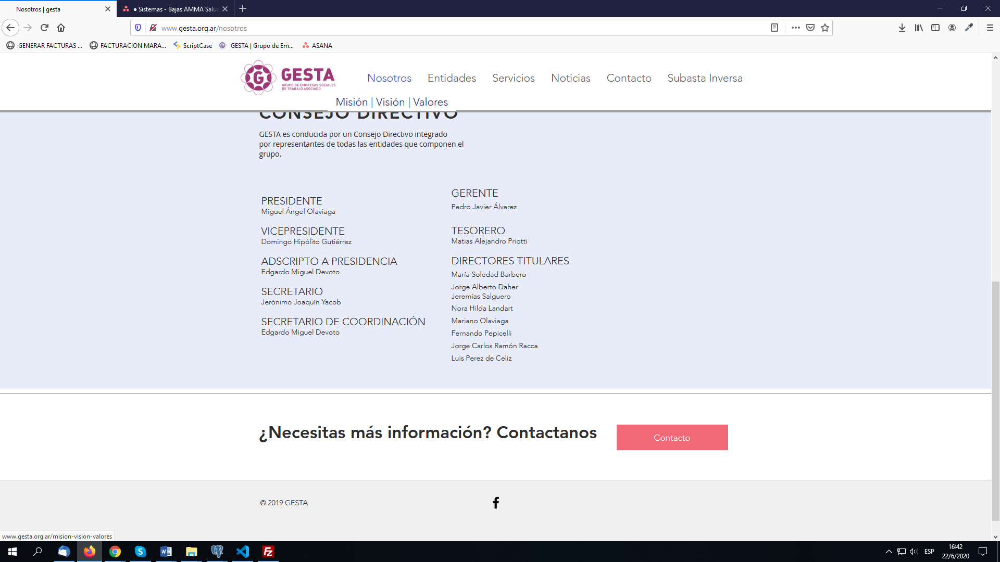 Nosotros | gesta
● Sistemas - Bajas AMMA Salud
www.gesta.org.ar/nosotros
GENERAR FACTURAS ...
FACTURACION MARA...
ScriptCase
GESTA | Grupo de Em...
ASANA
G GESTA
GRUPO DE EMPRESAS SOCIALES
DE TRABAJO ASOCIADO
Nosotros
Entidades
Servicios
Noticias
Contacto
Subasta Inversa
Misión | Visión | Valores
CONSEJO DIRECTIVO
GESTA es conducida por un Consejo Directivo integrado
por representantes de todas las entidades que componen el
grupo.
PRESIDENTE
Miguel Ángel Olaviaga
VICEPRESIDENTE
Domingo Hipólito Gutiérrez
ADSCRIPTO A PRESIDENCIA
Edgardo Miguel Devoto
SECRETARIO
Jerónimo Joaquín Yacob
SECRETARIO DE COORDINACIÓN
Edgardo Miguel Devoto
GERENTE
Pedro Javier Álvarez
TESORERO
Matias Alejandro Priotti
DIRECTORES TITULARES
María Soledad Barbero
Jorge Alberto Daher
Jeremías Salguero
Nora Hilda Landart
Mariano Olaviaga
Fernando Pepicelli
Jorge Carlos Ramón Racca
Luis Perez de Celiz
¿Necesitas más información? Contactanos
Contacto
© 2019 GESTA
www.gesta.org.ar/mision-vision-valores
ESP
16:42
22/6/2020